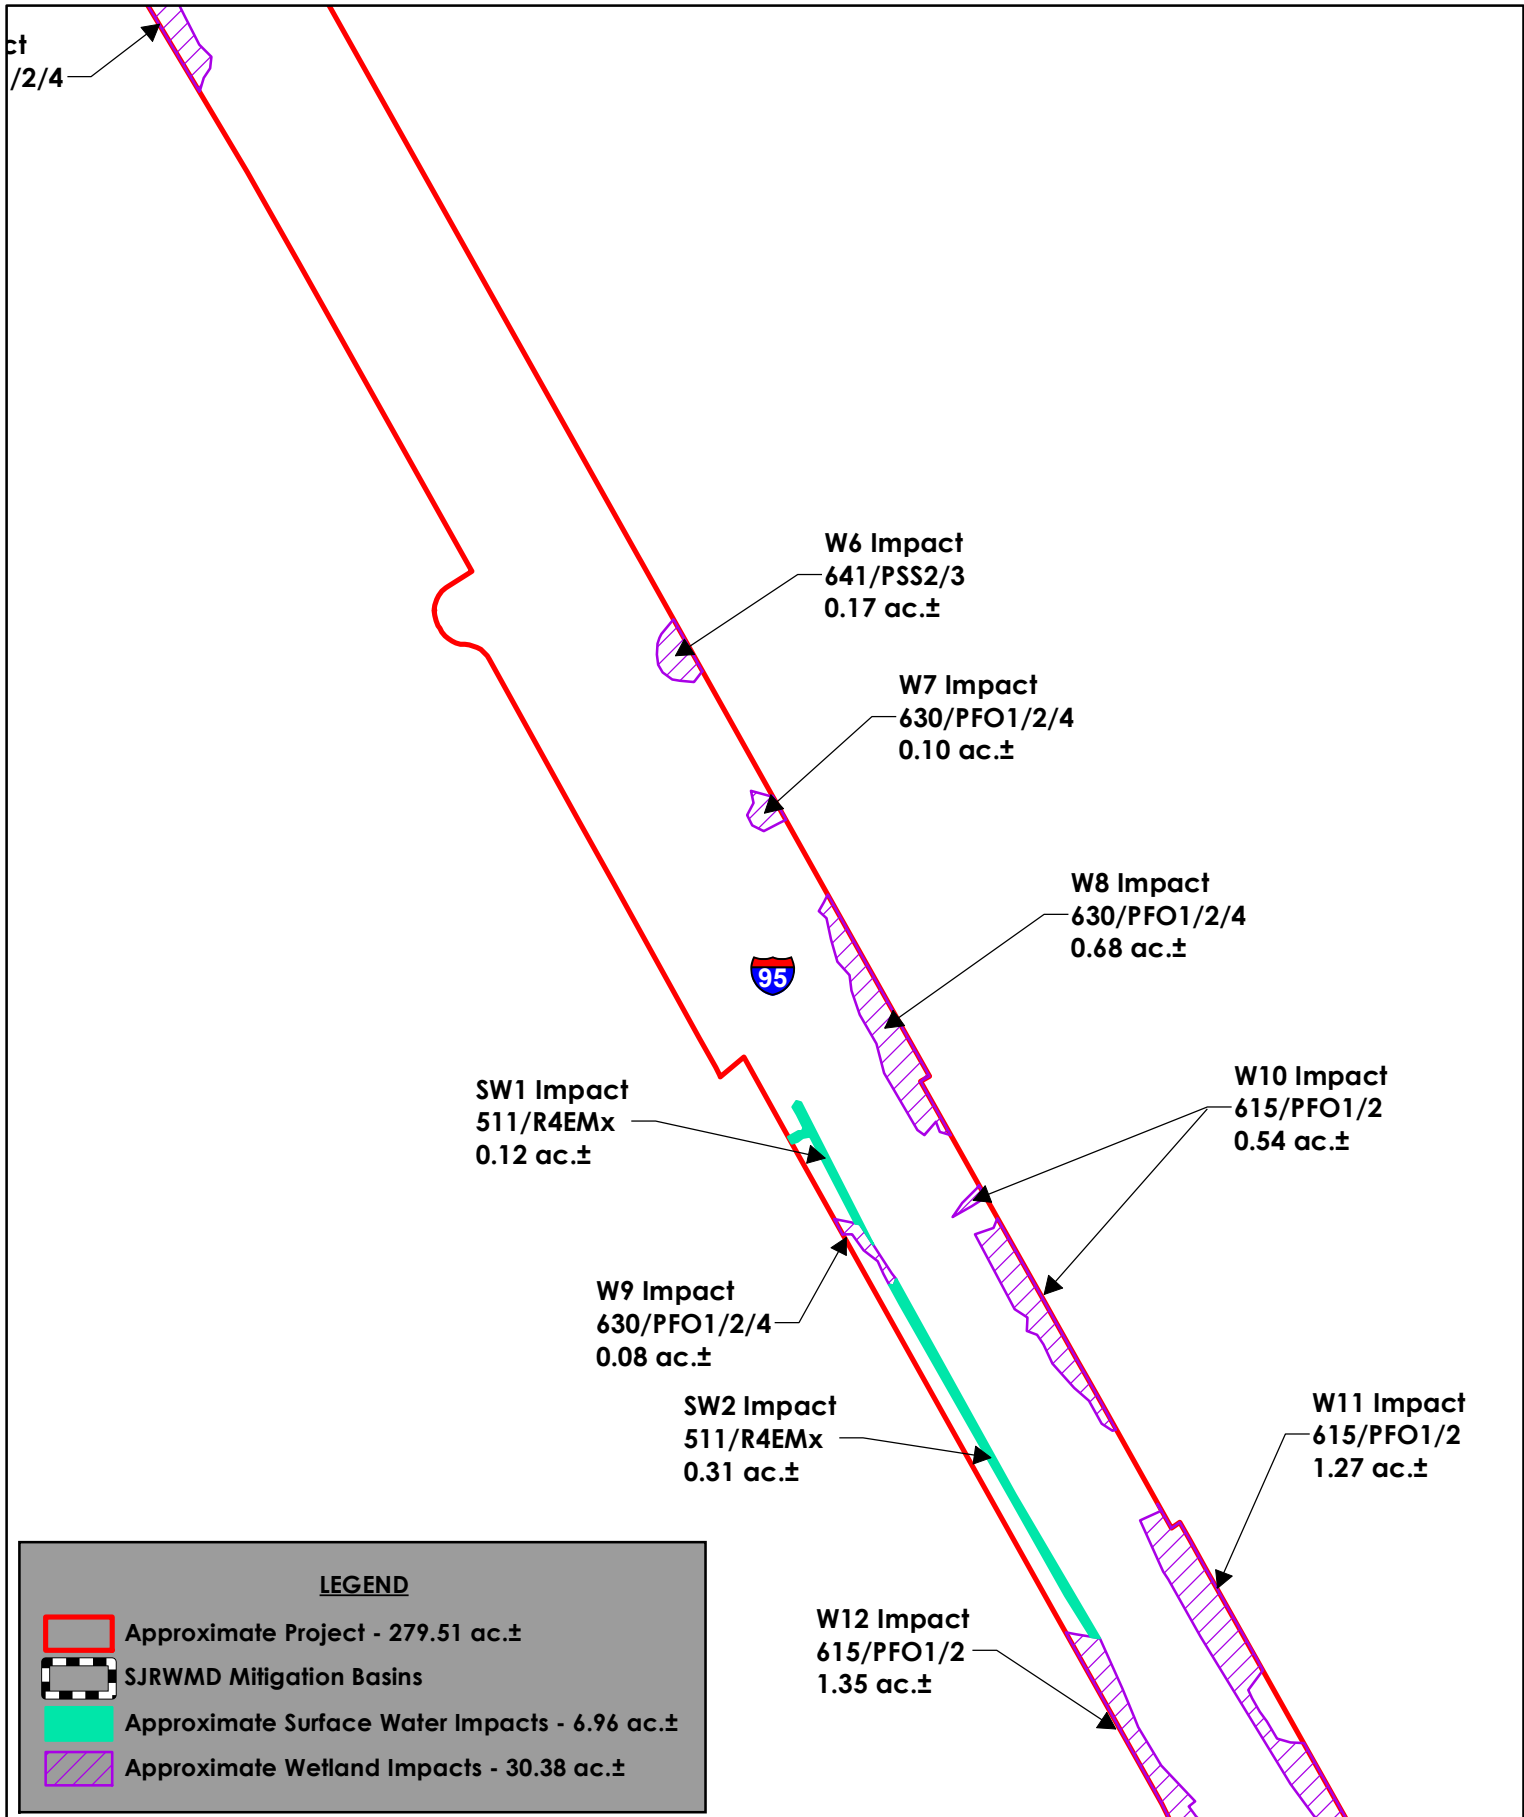 ct
/2/4
W6 Impact
641/PSS2/3
0.17 ac.±
W7 Impact
630/PFO1/2/4
0.10 ac.±
W8 Impact
630/PFO1/2/4
0.68 ac.±
95
W10 Impact
615/PFO1/2
0.54 ac.±
SW1 Impact
511/R4EMx
0.12 ac.±
W9 Impact
630/PFO1/2/4
0.08 ac.±
SW2 Impact
511/R4EMx
0.31 ac.±
W11 Impact
615/PFO1/2
1.27 ac.±
W12 Impact
615/PFO1/2
1.35 ac.±
LEGEND
Approximate Project - 279.51 ac.±
SJRWMD Mitigation Basins
Approximate Surface Water Impacts - 6.96 ac.±
Approximate Wetland Impacts - 30.38 ac.±